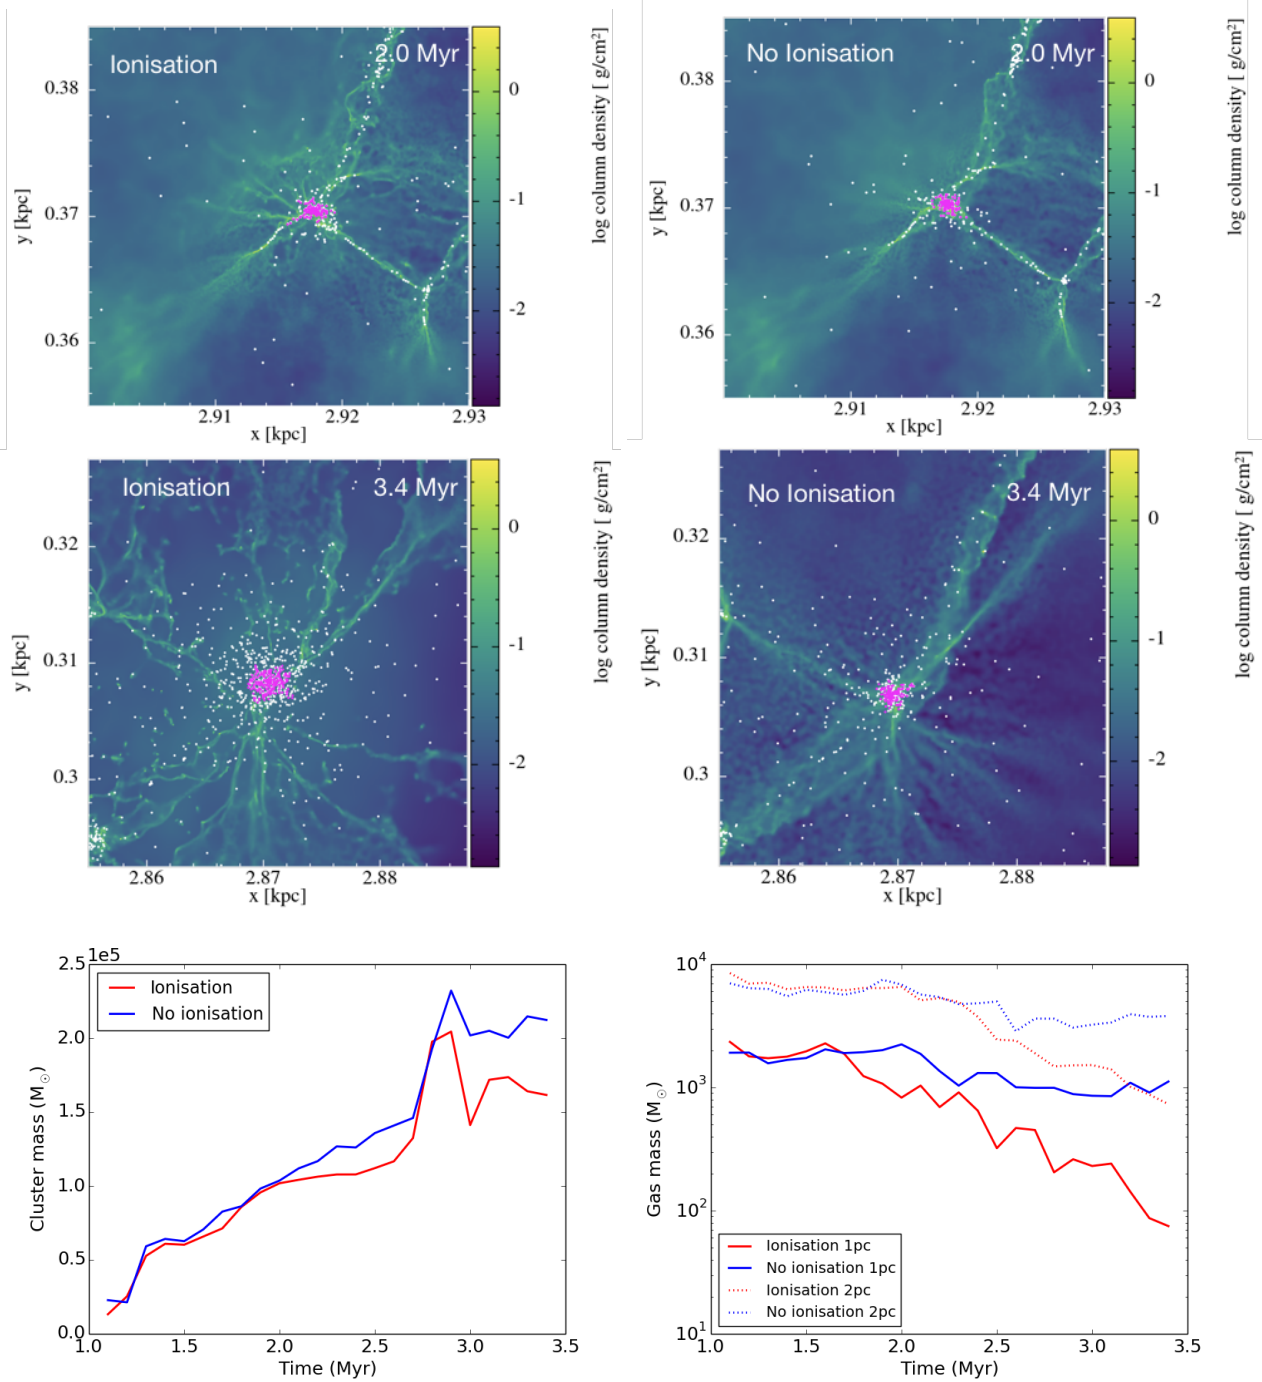 Ionisation 2.0 Myr
0.38
0.37
0.36
y [kpc]
2.91 2.92 2.93
x [kpc]
0
-1
-2
log column density [ g/cm²]
No Ionisation 2.0 Myr
0.38
0.37
0.36
y [kpc]
2.91 2.92 2.93
x [kpc]
0
-1
-2
log column density [ g/cm²]
Ionisation 3.4 Myr
0.32
0.31
0.3
y [kpc]
2.86 2.87 2.88
x [kpc]
0
-1
-2
log column density [ g/cm²]
No Ionisation 3.4 Myr
0.32
0.31
0.3
y [kpc]
2.86 2.87 2.88
x [kpc]
0
-1
-2
log column density [ g/cm²]
1e5
2.5
2.0
1.5
1.0
0.5
0.0
Cluster mass (M☉)
Ionisation
No ionisation
1.0 1.5 2.0 2.5 3.0 3.5
Time (Myr)
10⁴
10³
10²
10¹
Gas mass (M☉)
Ionisation 1pc
No ionisation 1pc
Ionisation 2pc
No ionisation 2pc
1.0 1.5 2.0 2.5 3.0 3.5
Time (Myr)